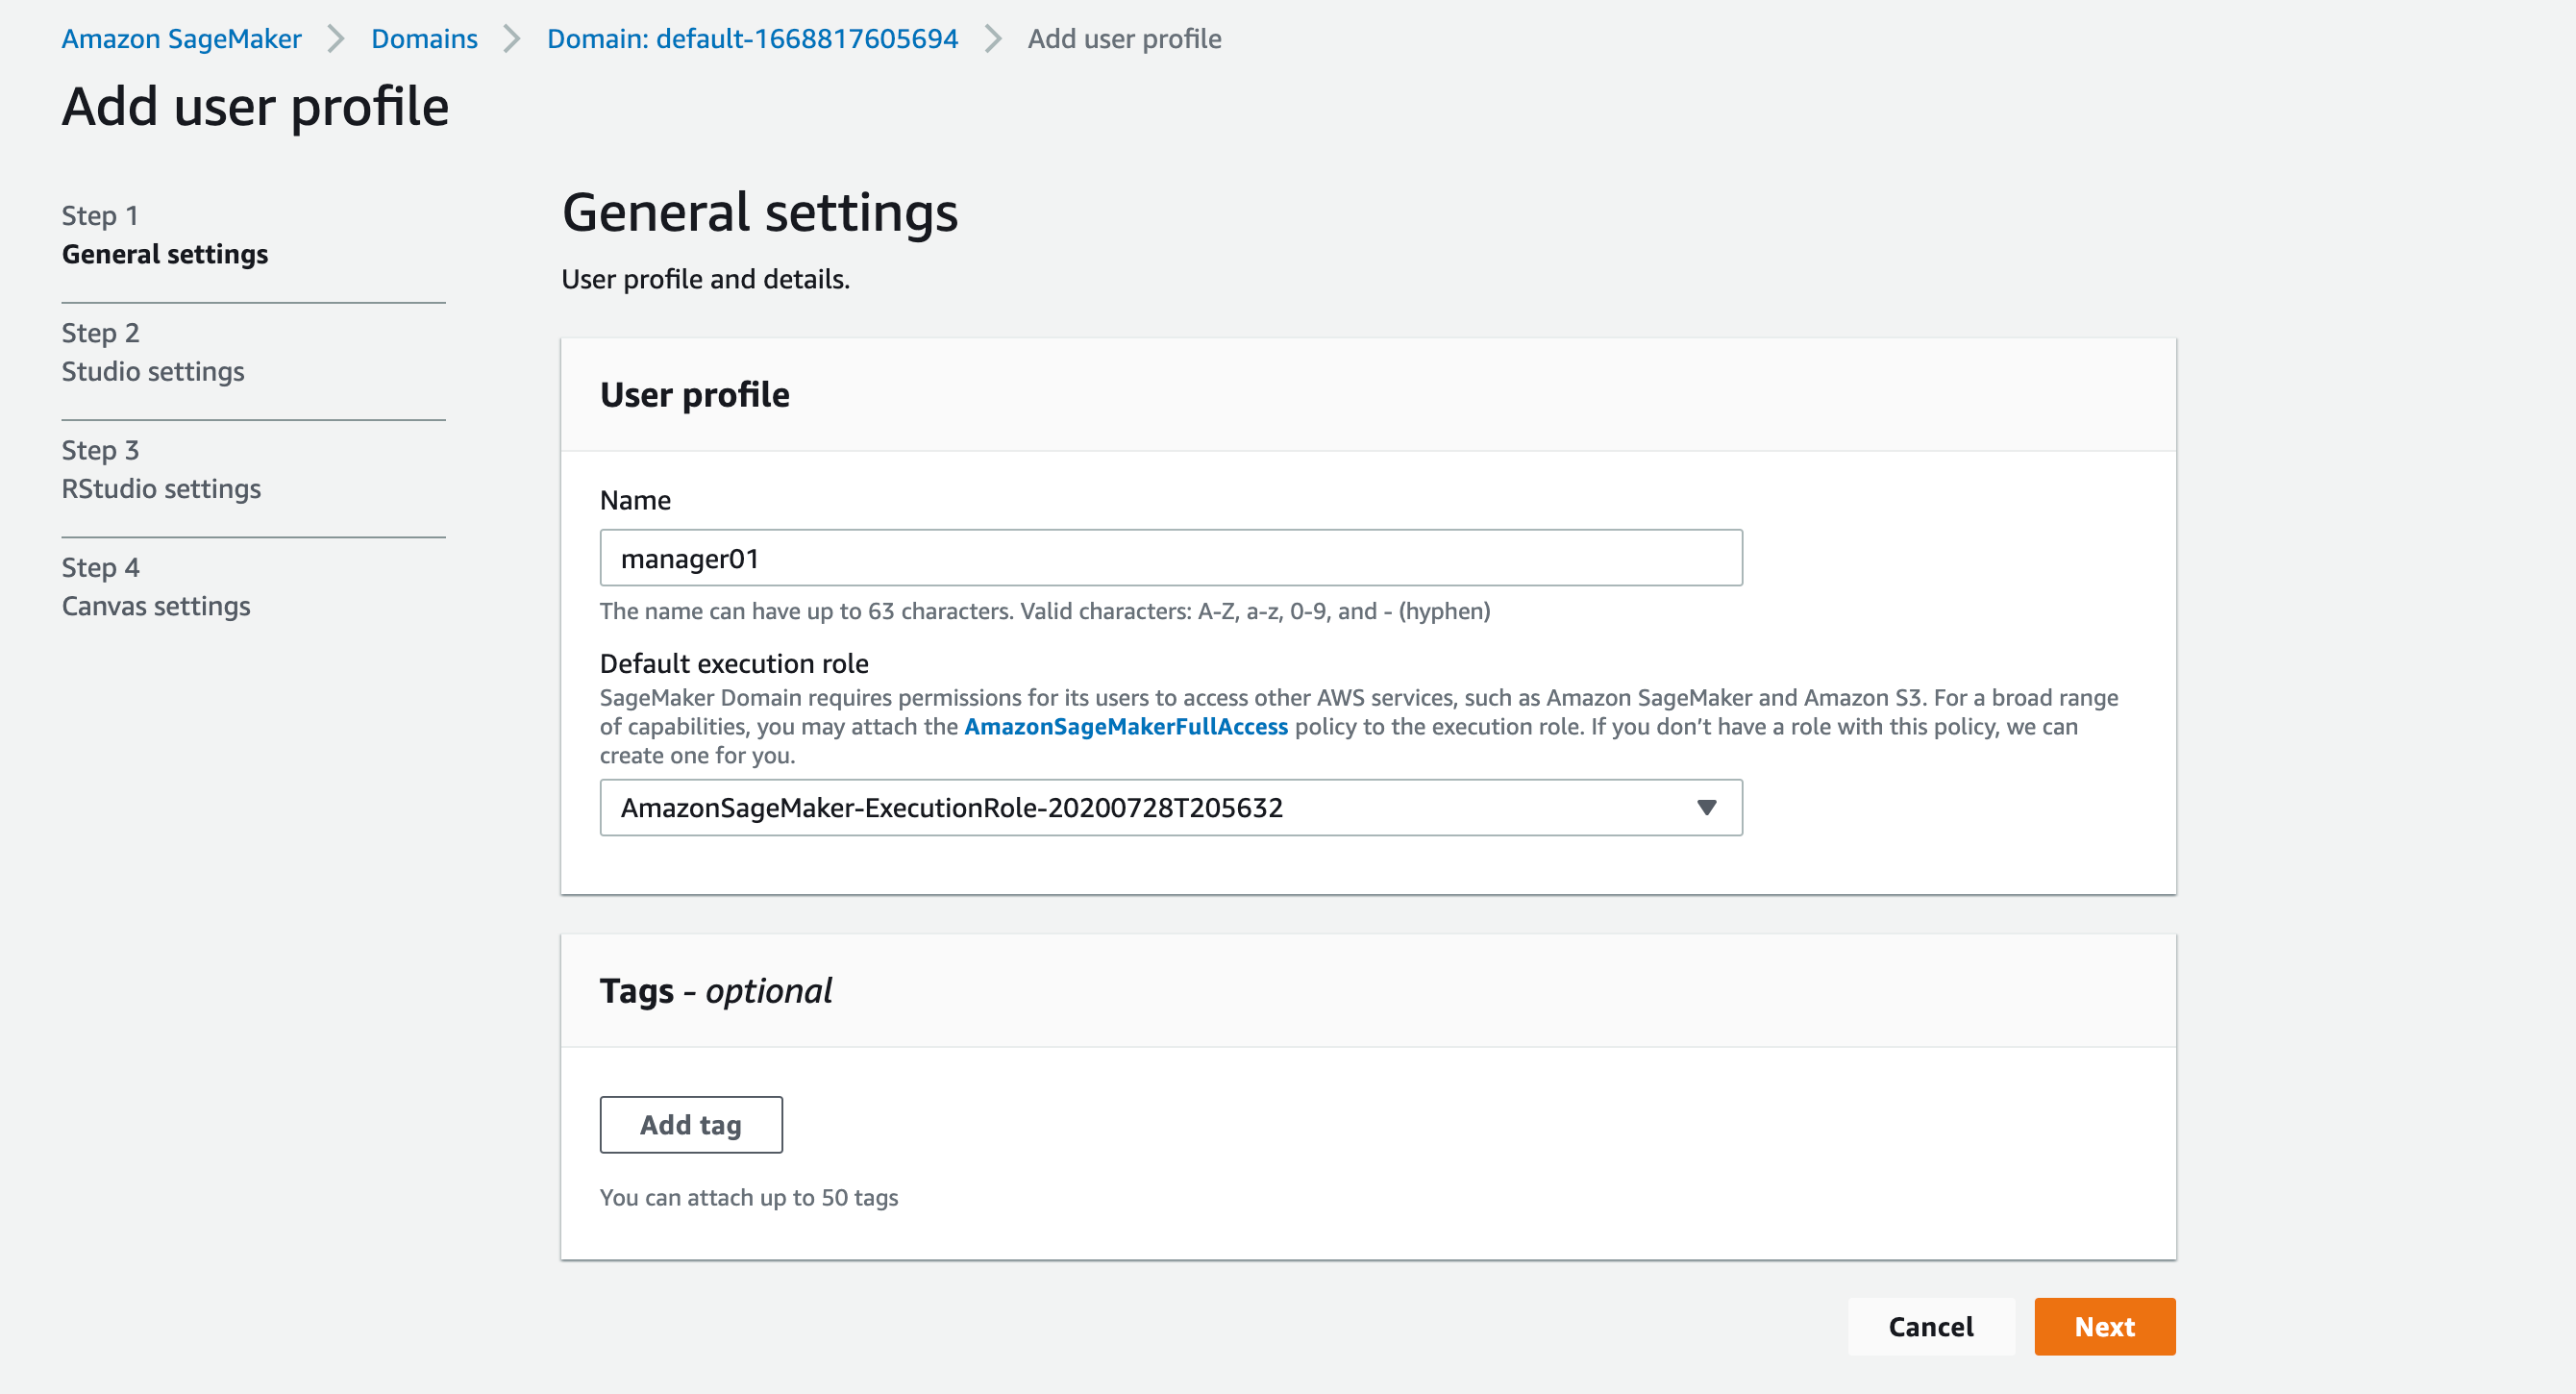 Amazon SageMaker > Domains > Domain: default-1668817605694 > Add user profile
Add user profile
Step 1
General settings
Step 2
Studio settings
Step 3
RStudio settings
Step 4
Canvas settings
General settings
User profile and details.
User profile
Name
manager01
The name can have up to 63 characters. Valid characters: A-Z, a-z, 0-9, and - (hyphen)
Default execution role
SageMaker Domain requires permissions for its users to access other AWS services, such as Amazon SageMaker and Amazon S3. For a broad range
of capabilities, you may attach the AmazonSageMakerFullAccess policy to the execution role. If you don’t have a role with this policy, we can
create one for you.
AmazonSageMaker-ExecutionRole-20200728T205632
Tags - optional
Add tag
You can attach up to 50 tags
Cancel
Next